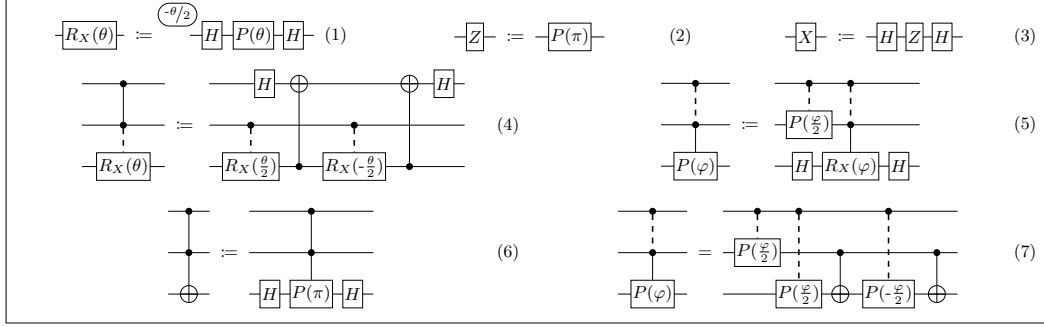 R_X(θ) := -θ/2 H P(θ) H (1) Z := P(π) (2) X := H Z H (3)
H H
:= (4) P(φ/2) := (5)
R_X(θ) R_X(θ/2) R_X(-θ/2) P(φ) H R_X(φ) H
:= (6) P(φ/2) = (7)
H P(π) H P(φ) P(φ/2) P(-φ/2)